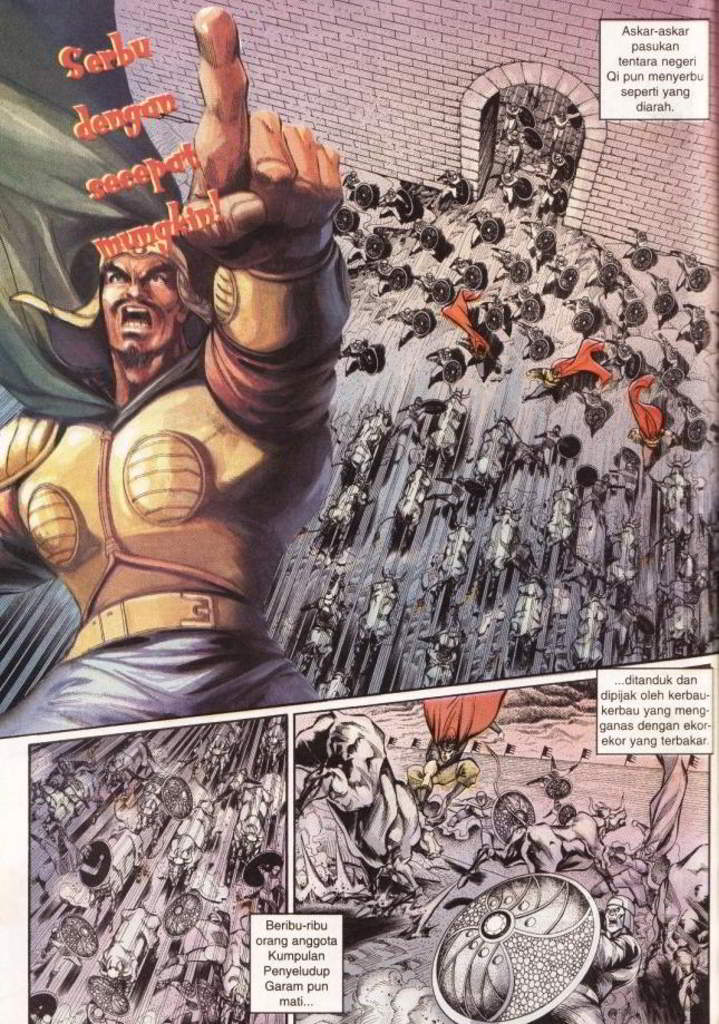 Serbu
dengan
secepat
mungkin!
Askar-askar
pasukan
tentara negeri
Qi pun menyerbu
seperti yang
diarah.
Beribu-ribu
orang anggota
Kumpulan
Penyeludup
Garam pun
mati...
...ditanduk dan
dipijak oleh kerbau-
kerbau yang meng-
ganas dengan ekor-
ekor yang terbakar.